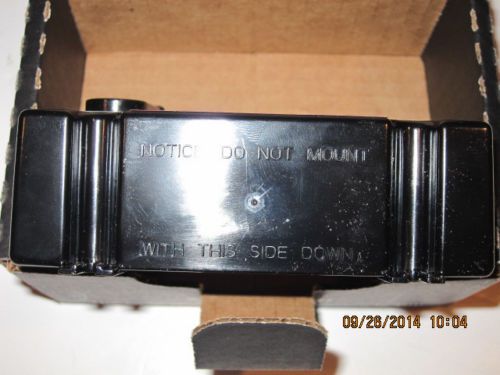 NOTICE DO NOT MOUNT
WITH THIS SIDE DOWN
09/26/2014 10:04